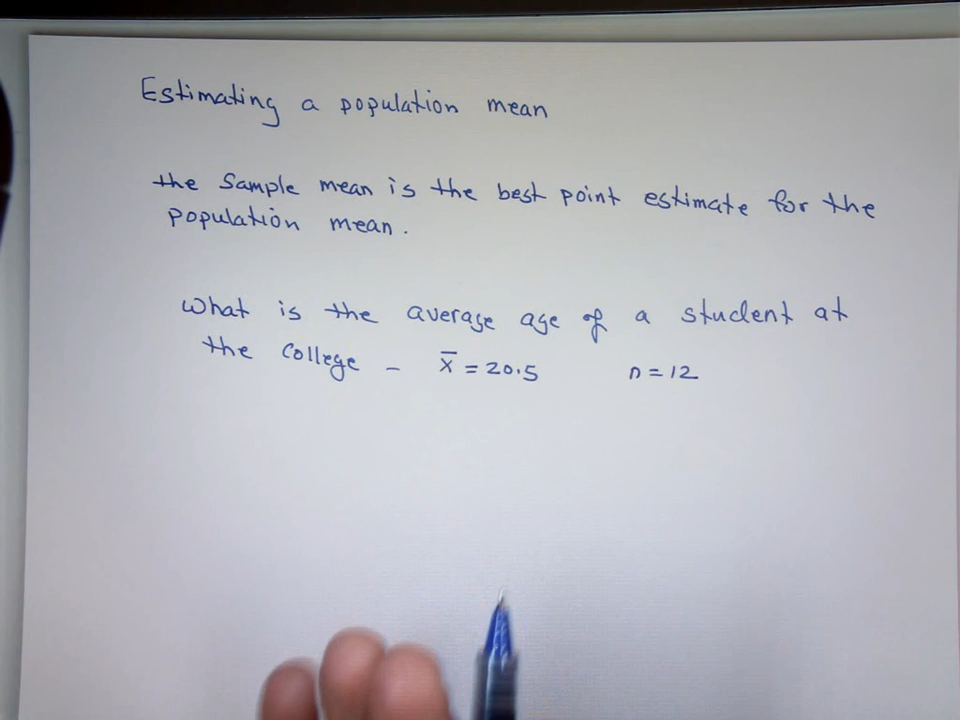 Estimating a population mean
the Sample mean is the best point estimate for the
population mean.
What is the average age of a student at
the college - x̅ = 20.5 n = 12